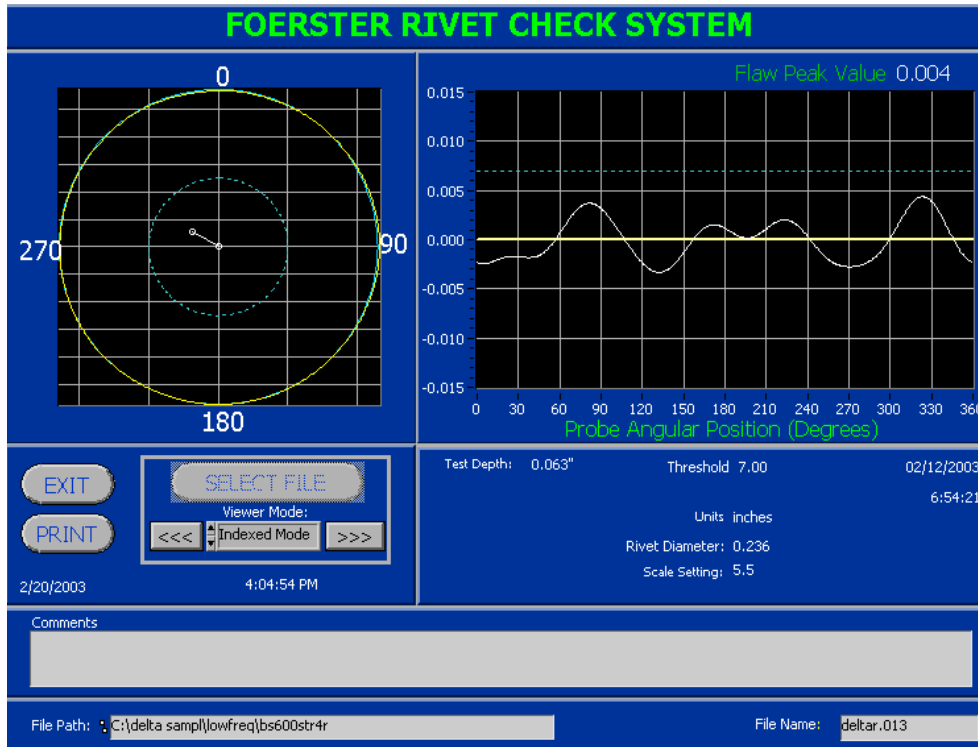 FOERSTER RIVET CHECK SYSTEM
0
270
90
180
Flaw Peak Value 0.004
0.015
0.010
0.005
0.000
-0.005
-0.010
-0.015
0 30 60 90 120 150 180 210 240 270 300 330 360
Probe Angular Position (Degrees)
EXIT
SELECT FILE
Viewer Mode:
PRINT
<<< Indexed Mode >>>
2/20/2003 4:04:54 PM
Test Depth: 0.063" Threshold 7.00 02/12/2003
6:54:21
Units inches
Rivet Diameter: 0.236
Scale Setting: 5.5
Comments
File Path: C:\delta sampl\lowfreq\bs600str4r File Name: deltar.013